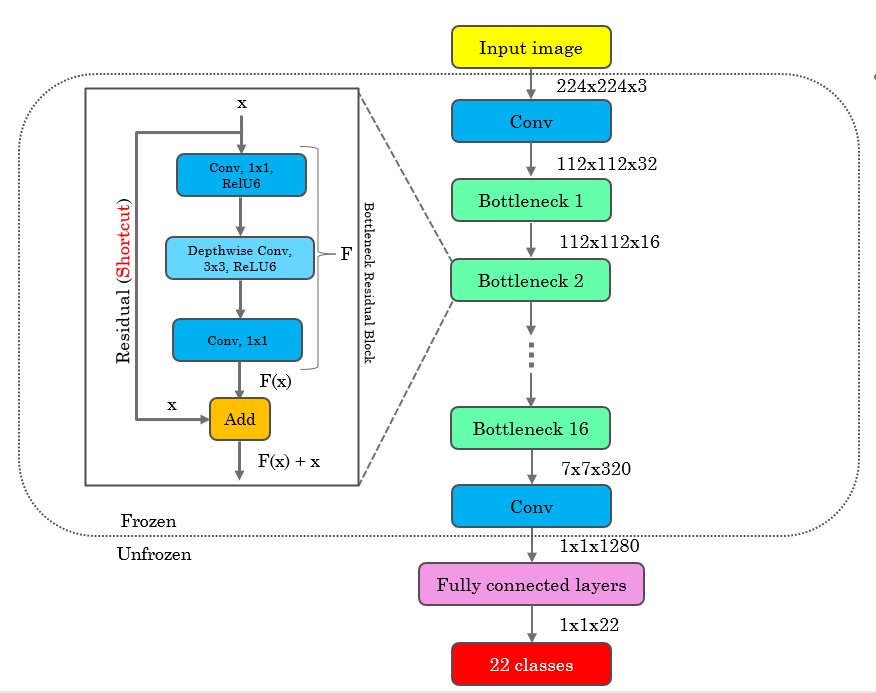 Input image
224x224x3
Conv
112x112x32
Bottleneck 1
112x112x16
Bottleneck 2
Bottleneck 16
7x7x320
Conv
1x1x1280
Fully connected layers
1x1x22
22 classes
x
Conv, 1x1,
RelU6
Depthwise Conv,
3x3, ReLU6
Conv, 1x1
F(x)
Add
F(x) + x
x
Residual (Shortcut)
F
Bottleneck Residual Block
Frozen
Unfrozen